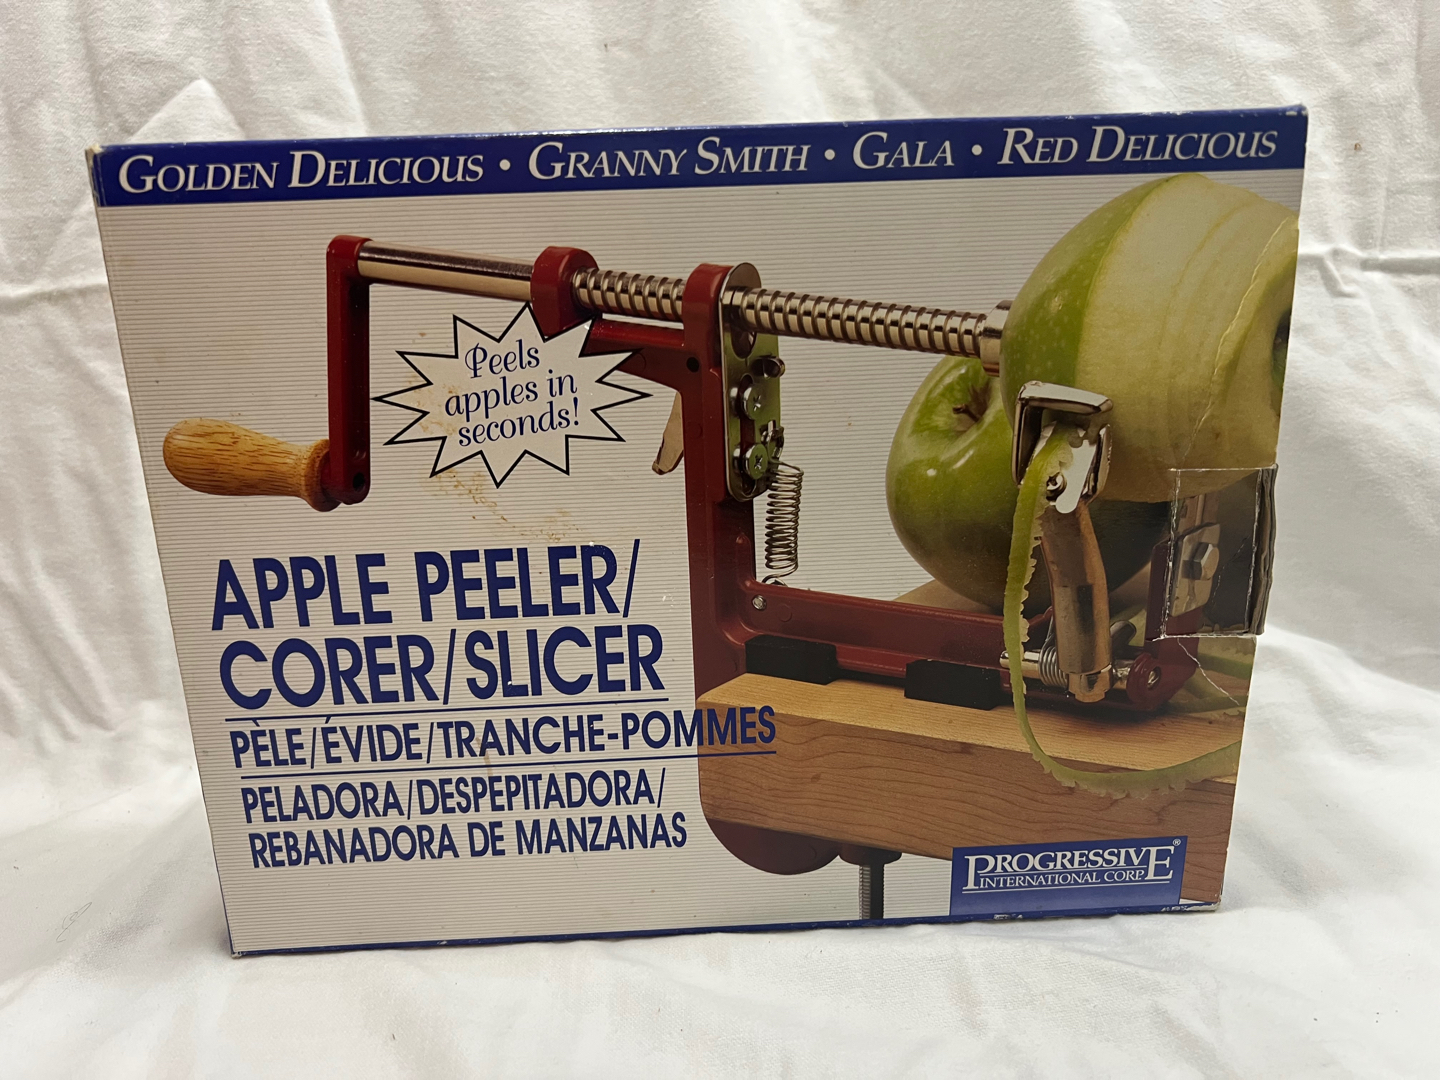 GOLDEN DELICIOUS • GRANNY SMITH • GALA • RED DELICIOUS
Peels
apples in
seconds!
APPLE PEELER/
CORER/SLICER
PÈLE/ÉVIDE/TRANCHE-POMMES
PELADORA/DESPEPITADORA/
REBANADORA DE MANZANAS
PROGRESSIVE®
INTERNATIONAL CORP.